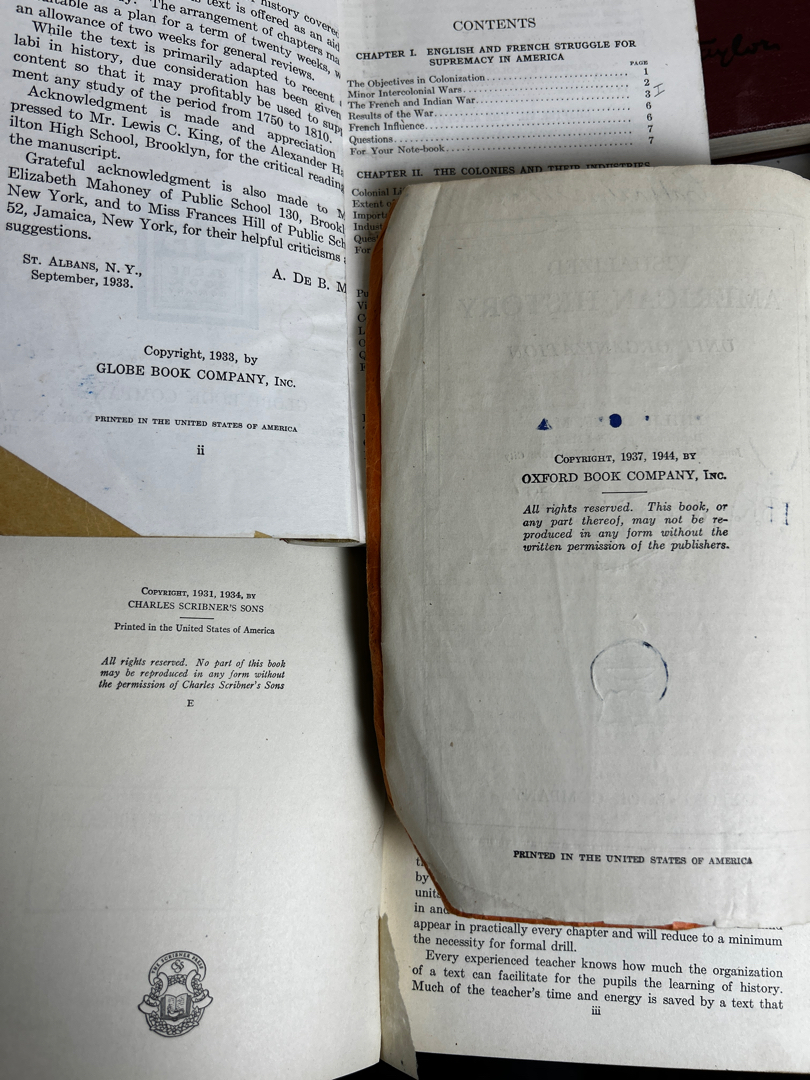 history covered
text is offered as an aid
as a plan for a term of twenty weeks,
The arrangement of chapters
an allowance of two weeks for general reviews.
While the text is primarily adapted to recent
labi in history, due consideration has been given
content so that it may profitably be used to
ment any study of the period from 1750 to 1810.
Acknowledgment is made and appreciation
pressed to Mr. Lewis C. King, of the Alexander
ilton High School, Brooklyn, for the critical reading
the manuscript.
Grateful acknowledgment is also made to
Elizabeth Mahoney of Public School 130,
New York, and to Miss Frances Hill of Public
52, Jamaica, New York, for their helpful criticisms
suggestions.
ST. ALBANS, N. Y.,
September, 1933.
A. DE B. M
Copyright, 1933, by
GLOBE BOOK COMPANY, INC.
PRINTED IN THE UNITED STATES OF AMERICA
ii
CONTENTS
CHAPTER I. ENGLISH AND FRENCH STRUGGLE FOR
SUPREMACY IN AMERICA
PAGE
The Objectives in Colonization 1
Minor Intercolonial Wars 2
The French and Indian War 3
Results of the War 6
French Influence 6
Questions 7
For Your Note-book 7
CHAPTER II. THE COLONIES AND THEIR INDUSTRIES
Colonial
Extent of
For
Taylor
COPYRIGHT, 1937, 1944, BY
OXFORD BOOK COMPANY, INC.
All rights reserved. This book, or
any part thereof, may not be re-
produced in any form without the
written permission of the publishers.
PRINTED IN THE UNITED STATES OF AMERICA
COPYRIGHT, 1931, 1934, BY
CHARLES SCRIBNER'S SONS
Printed in the United States of America
All rights reserved. No part of this book
may be reproduced in any form without
the permission of Charles Scribner's Sons
E
THE SCRIBNER PRESS
by
in
appear in practically every chapter and will reduce to a minimum
the necessity for formal drill.
Every experienced teacher knows how much the organization
of a text can facilitate for the pupils the learning of history.
Much of the teacher's time and energy is saved by a text that
iii